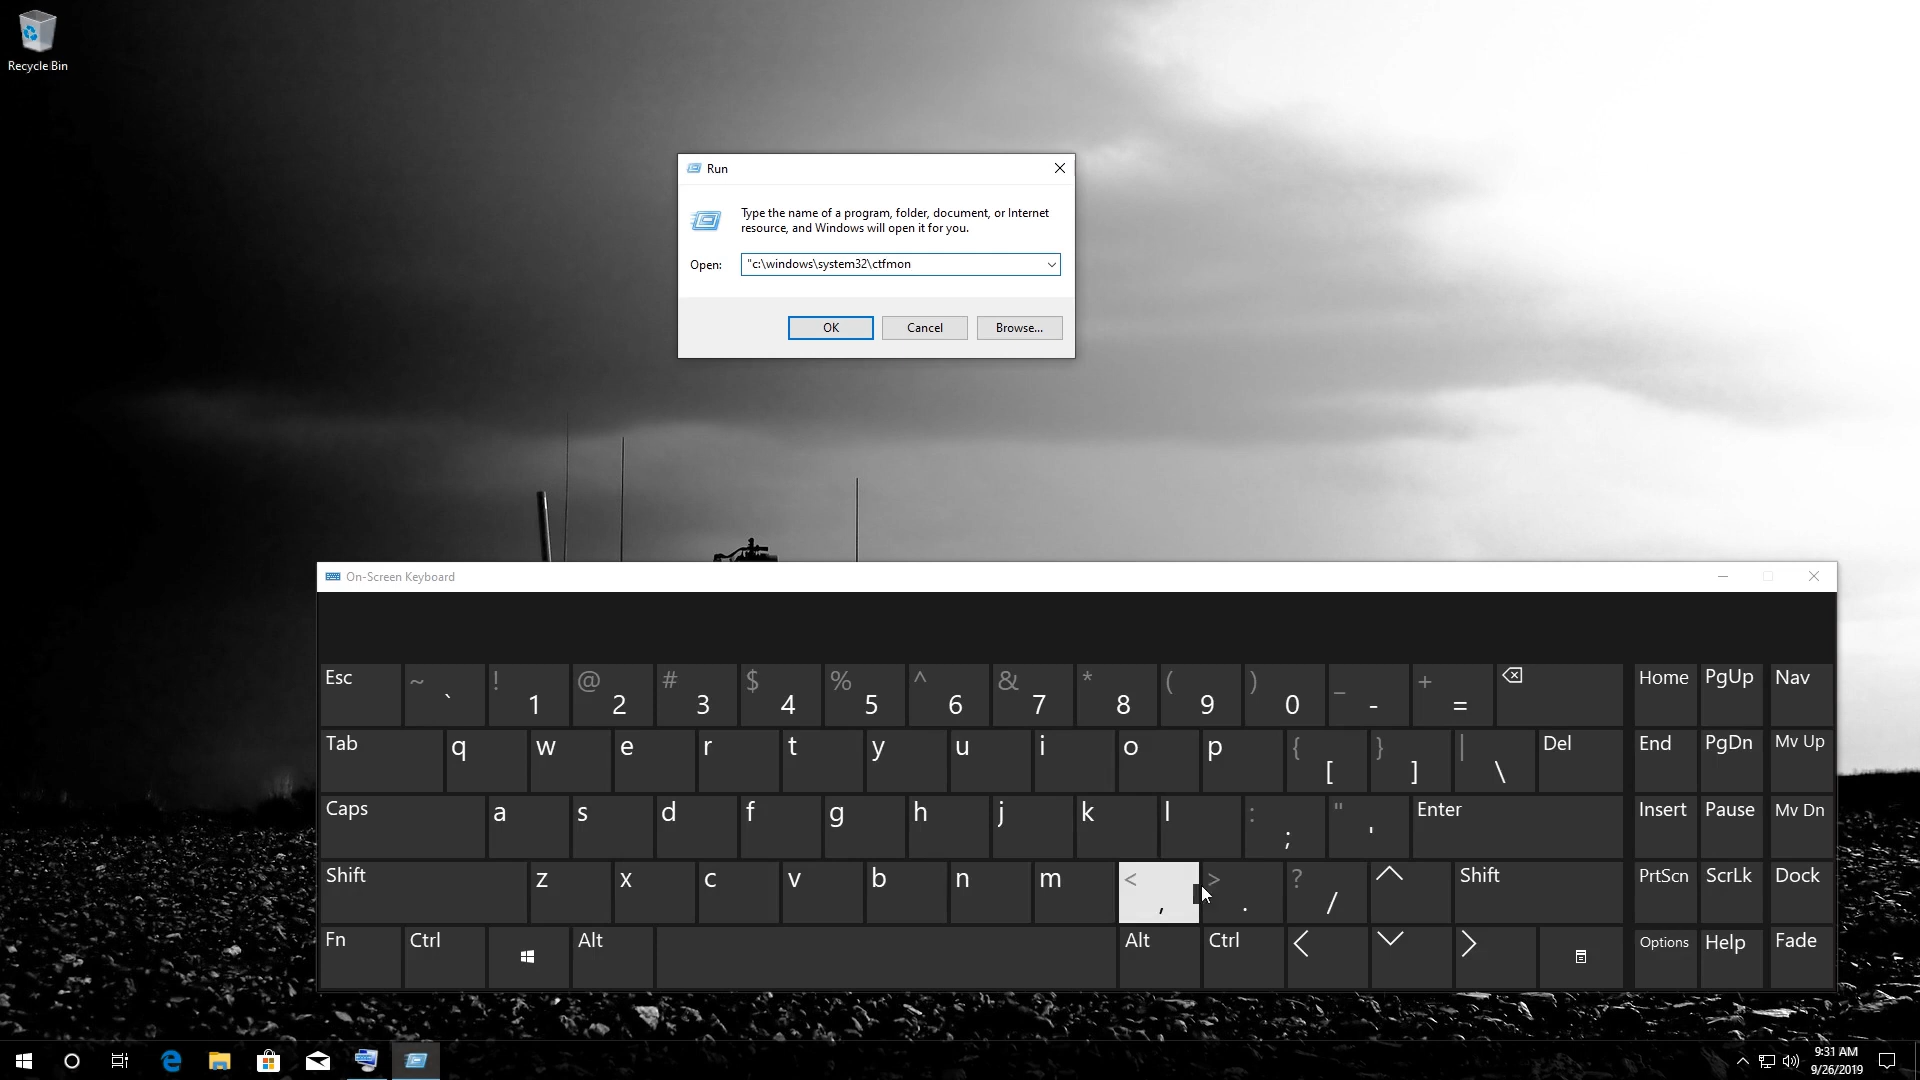 Recycle Bin
Run
Type the name of a program, folder, document, or Internet
resource, and Windows will open it for you.
Open: "c:\windows\system32\ctfmon
OK Cancel Browse...
On-Screen Keyboard
Esc ~ ` ! 1 @ 2 # 3 $ 4 % 5 ^ 6 & 7 * 8 ( 9 ) 0 _ - + = Home PgUp Nav
Tab q w e r t y u i o p { [ } ] | \ Del End PgDn Mv Up
Caps a s d f g h j k l : ; " ' Enter Insert Pause Mv Dn
Shift z x c v b n m < , > . ? / Shift PrtScn ScrLk Dock
Fn Ctrl Alt Alt Ctrl Options Help Fade
9:31 AM
9/26/2019